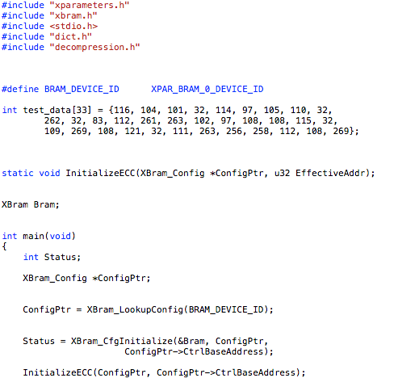 #include "xparameters.h"
#include "xbram.h"
#include <stdio.h>
#include "dict.h"
#include "decompression.h"
#define BRAM_DEVICE_ID XPAR_BRAM_0_DEVICE_ID
int test_data[33] = {116, 104, 101, 32, 114, 97, 105, 110, 32,
262, 32, 83, 112, 261, 263, 102, 97, 108, 108, 115, 32,
109, 269, 108, 121, 32, 111, 263, 256, 258, 112, 108, 269};
static void InitializeECC(XBram_Config *ConfigPtr, u32 EffectiveAddr);
XBram Bram;
int main(void)
{
int Status;
XBram_Config *ConfigPtr;
ConfigPtr = XBram_LookupConfig(BRAM_DEVICE_ID);
Status = XBram_CfgInitialize(&Bram, ConfigPtr,
ConfigPtr->CtrlBaseAddress);
InitializeECC(ConfigPtr, ConfigPtr->CtrlBaseAddress);